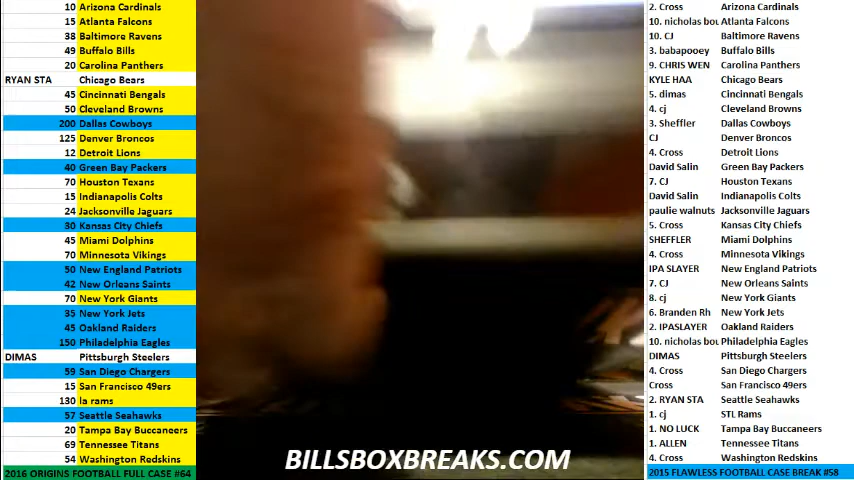 10 Arizona Cardinals
15 Atlanta Falcons
38 Baltimore Ravens
49 Buffalo Bills
20 Carolina Panthers
RYAN STA Chicago Bears
45 Cincinnati Bengals
50 Cleveland Browns
200 Dallas Cowboys
125 Denver Broncos
12 Detroit Lions
40 Green Bay Packers
70 Houston Texans
15 Indianapolis Colts
24 Jacksonville Jaguars
30 Kansas City Chiefs
45 Miami Dolphins
70 Minnesota Vikings
50 New England Patriots
42 New Orleans Saints
70 New York Giants
35 New York Jets
45 Oakland Raiders
150 Philadelphia Eagles
DIMAS Pittsburgh Steelers
59 San Diego Chargers
15 San Francisco 49ers
130 la rams
57 Seattle Seahawks
20 Tampa Bay Buccaneers
69 Tennessee Titans
54 Washington Redskins
2016 ORIGINS FOOTBALL FULL CASE #64
BILLSBOXBREAKS.COM
2. Cross Arizona Cardinals
10. nicholas bou Atlanta Falcons
10. CJ Baltimore Ravens
3. babapooey Buffalo Bills
9. CHRIS WEN Carolina Panthers
KYLE HAA Chicago Bears
5. dimas Cincinnati Bengals
4. cj Cleveland Browns
3. Sheffler Dallas Cowboys
CJ Denver Broncos
4. Cross Detroit Lions
David Salin Green Bay Packers
7. CJ Houston Texans
David Salin Indianapolis Colts
paulie walnuts Jacksonville Jaguars
5. Cross Kansas City Chiefs
SHEFFLER Miami Dolphins
4. Cross Minnesota Vikings
IPA SLAYER New England Patriots
7. CJ New Orleans Saints
8. cj New York Giants
6. Branden Rh New York Jets
2. IPASLAYER Oakland Raiders
10. nicholas bou Philadelphia Eagles
DIMAS Pittsburgh Steelers
4. Cross San Diego Chargers
Cross San Francisco 49ers
2. RYAN STA Seattle Seahawks
1. cj STL Rams
1. NO LUCK Tampa Bay Buccaneers
1. ALLEN Tennessee Titans
4. Cross Washington Redskins
2015 FLAWLESS FOOTBALL CASE BREAK #58